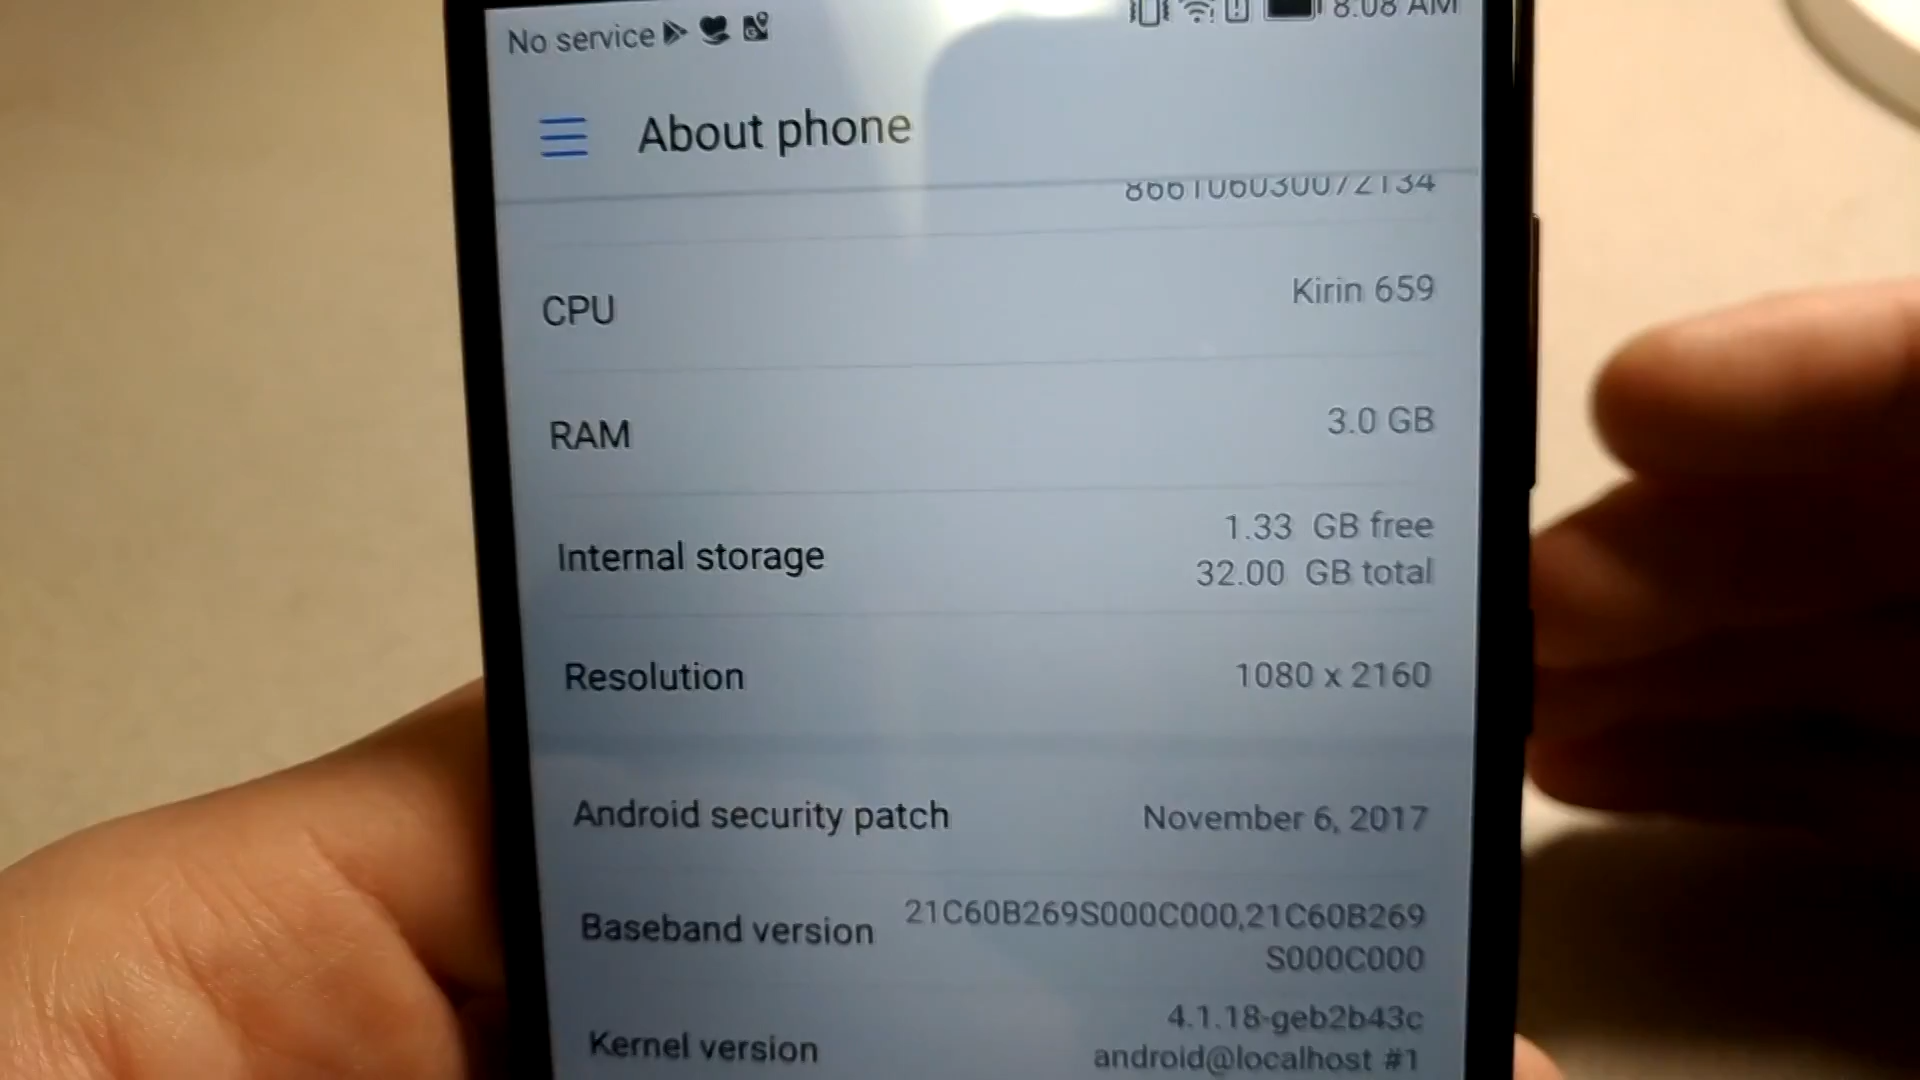 No service
8:08 AM
About phone
866106030072134
CPU
Kirin 659
RAM
3.0 GB
Internal storage
1.33 GB free
32.00 GB total
Resolution
1080 x 2160
Android security patch
November 6, 2017
Baseband version
21C60B269S000C000,21C60B269
S000C000
Kernel version
4.1.18-geb2b43c
android@localhost #1